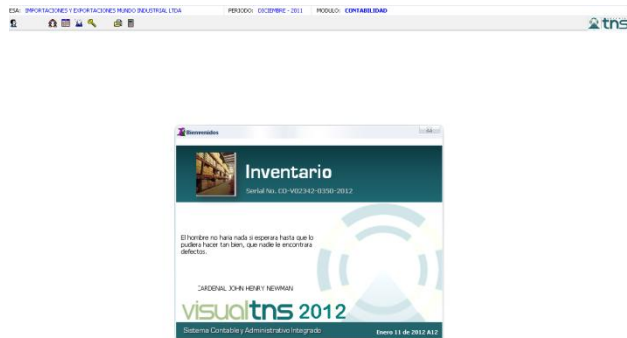 ESA: IMPORTACIONES Y EXPORTACIONES MUNDO INDUSTRIAL LTDA PERIODO: DICIEMBRE - 2011 MODULO: CONTABILIDAD
tns
Bienvenidos
Inventario
Serial No. CO-V02342-0350-2012
El hombre no haria nada si esperara hasta que lo
pudiera hacer tan bien, que nadie le encontrara
defectos.
CARDENAL JOHN HENRY NEWMAN
visualtns 2012
Sistema Contable y Administrativo Integrado
Enero 11 de 2012 A12